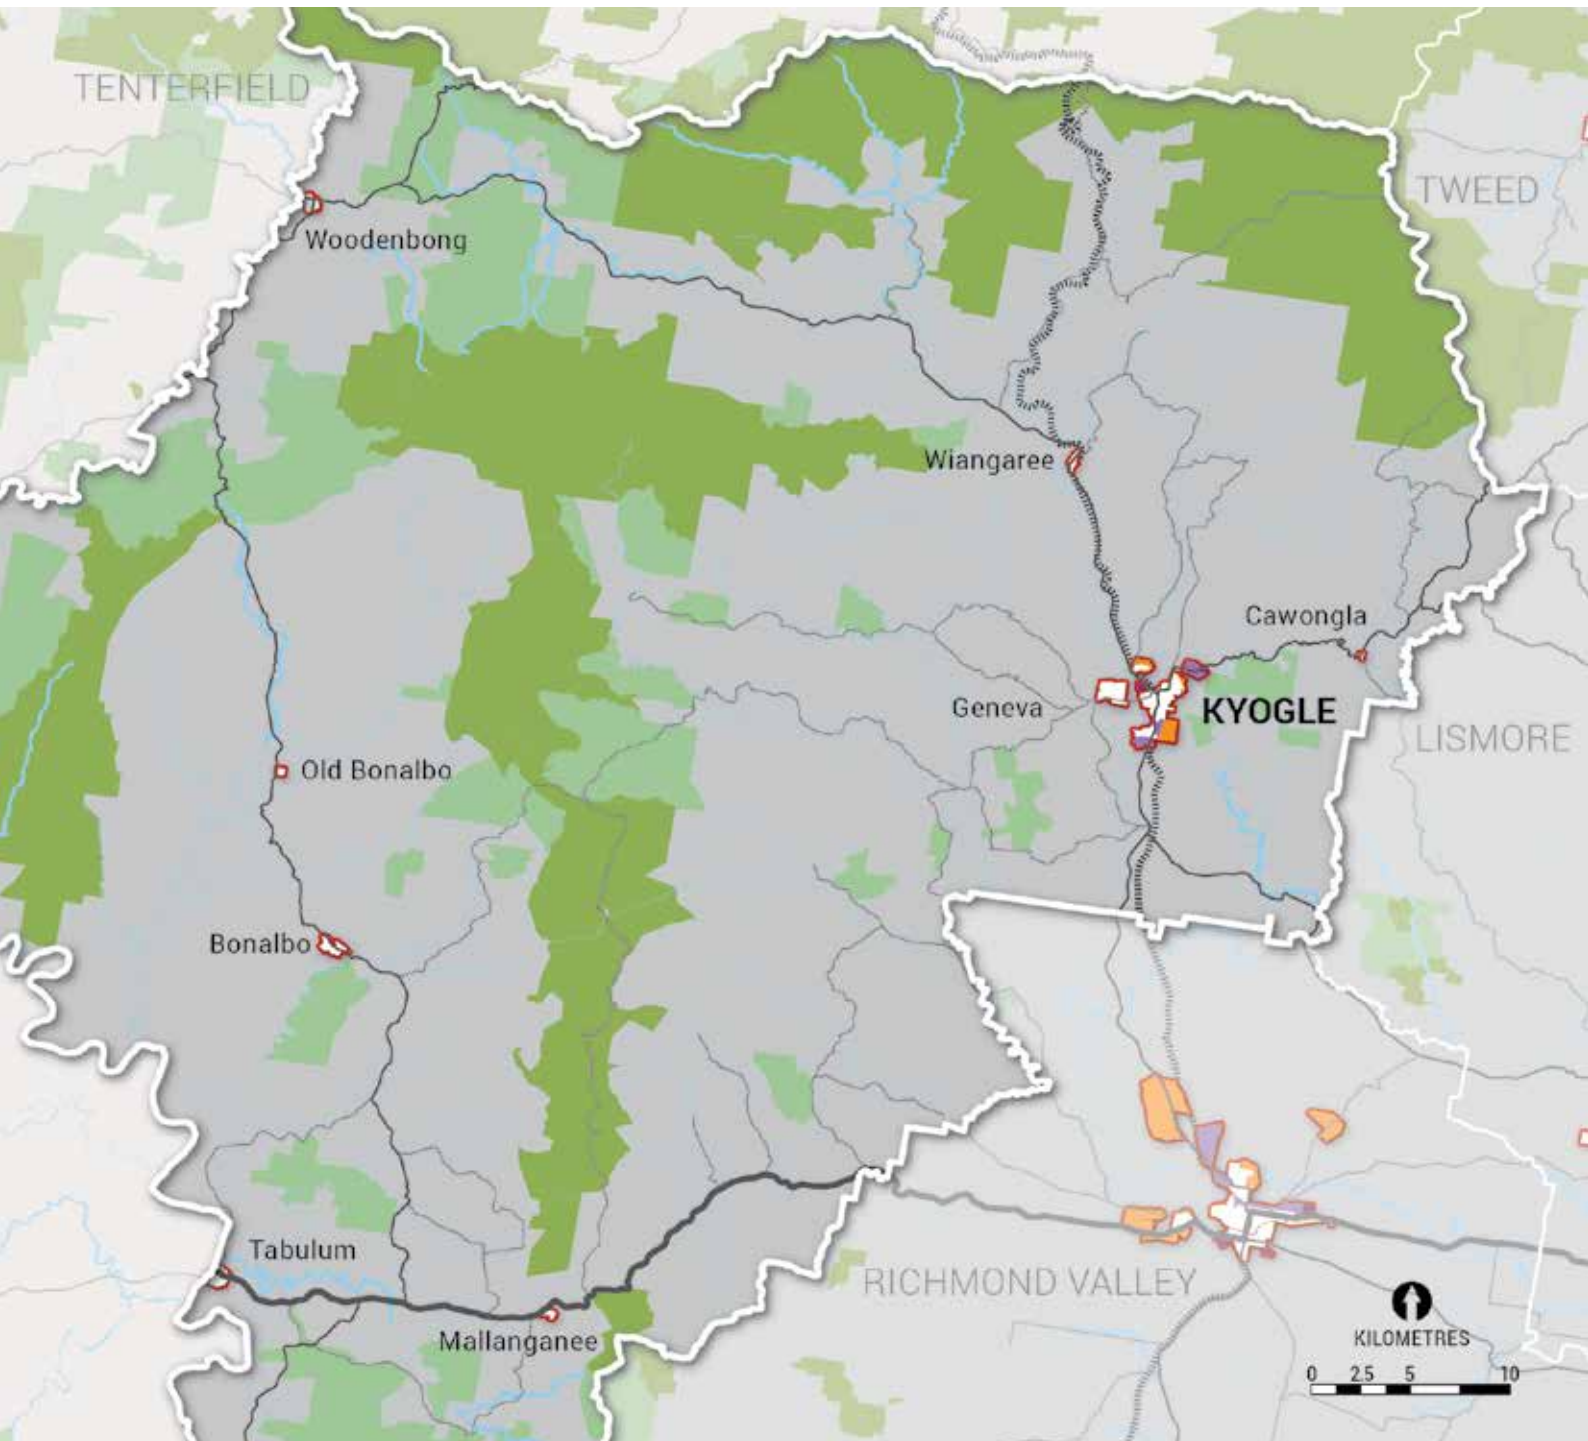 TENTERFIELD
TWEED
Woodenbong
Wiangaree
Cawongla
Geneva
KYOGLE
LISMORE
Old Bonalbo
Bonalbo
Tabulum
RICHMOND VALLEY
Mallanganee
KILOMETRES
0 2.5 5 10